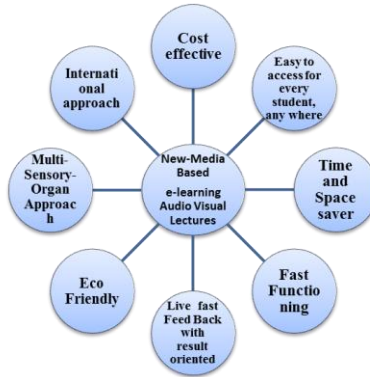 Cost
effective
Easy to
access for
every
student,
any where
Time
and
Space
saver
Fast
Functio
ning
Live fast
Feed Back
with
result
oriented
Eco
Friendly
Multi-
Sensory-
Organ
Approac
h
Internati
onal
approach
New-Media
Based
e-learning
Audio Visual
Lectures